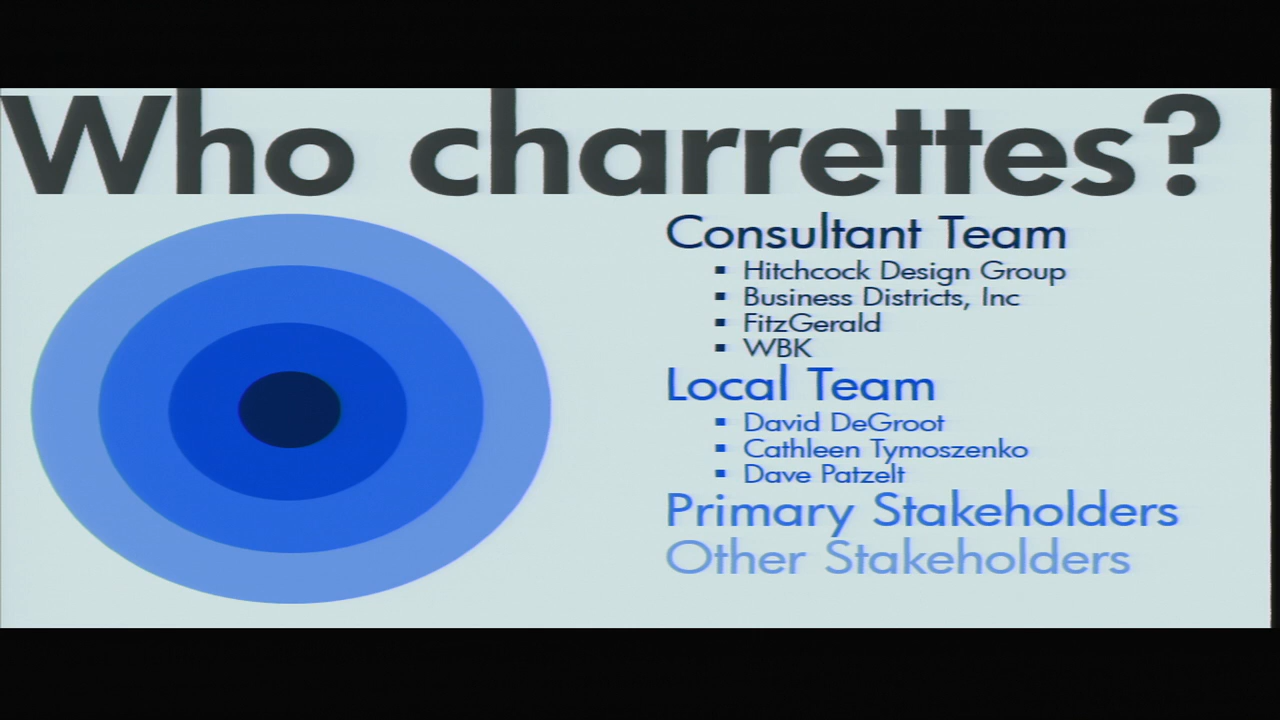 Who charrettes?
Consultant Team
▪ Hitchcock Design Group
▪ Business Districts, Inc
▪ FitzGerald
▪ WBK
Local Team
▪ David DeGroot
▪ Cathleen Tymoszenko
▪ Dave Patzelt
Primary Stakeholders
Other Stakeholders